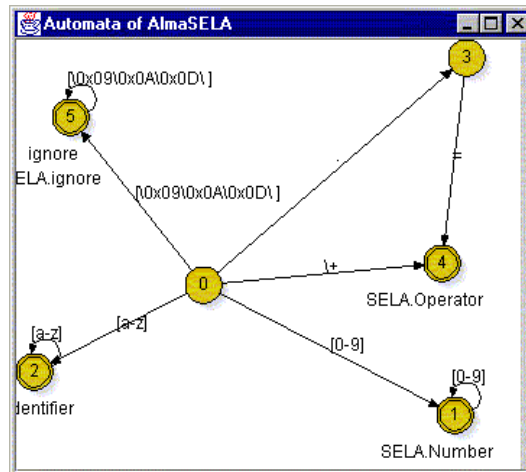 Automata of AlmaSELA
3
[\0x09\0x0A\0x0D\ ]
5
ignore
ELA.ignore
=
[\0x09\0x0A\0x0D\ ]
\+
4
0
SELA.Operator
[a-z]
[a-z]
[0-9]
2
[0-9]
dentifier
1
SELA.Number